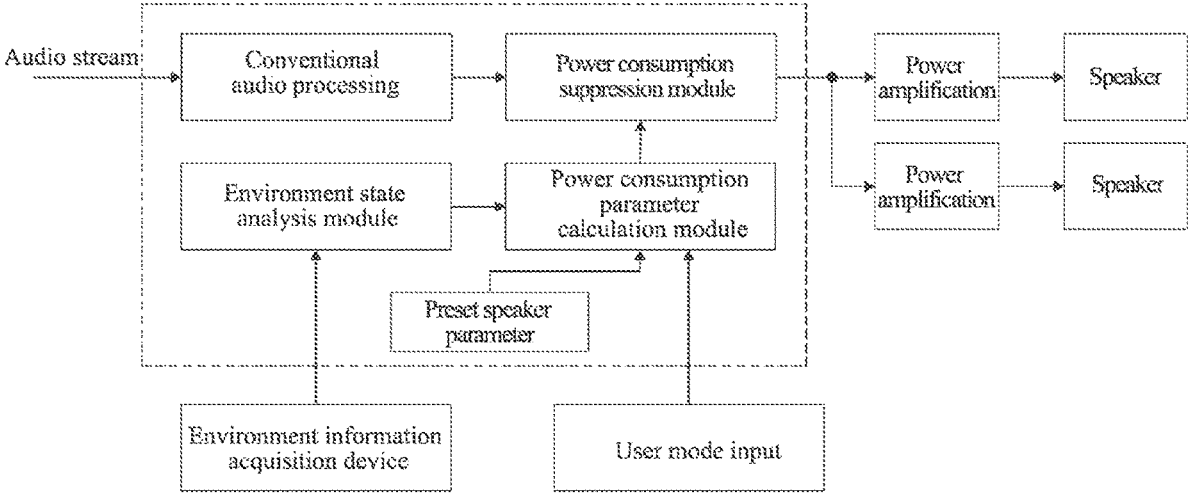 Audio stream
Conventional
audio processing
Power consumption
suppression module
Power
amplification
Speaker
Environment state
analysis module
Power consumption
parameter
calculation module
Power
amplification
Speaker
Preset speaker
parameter
Environment information
acquisition device
User mode input